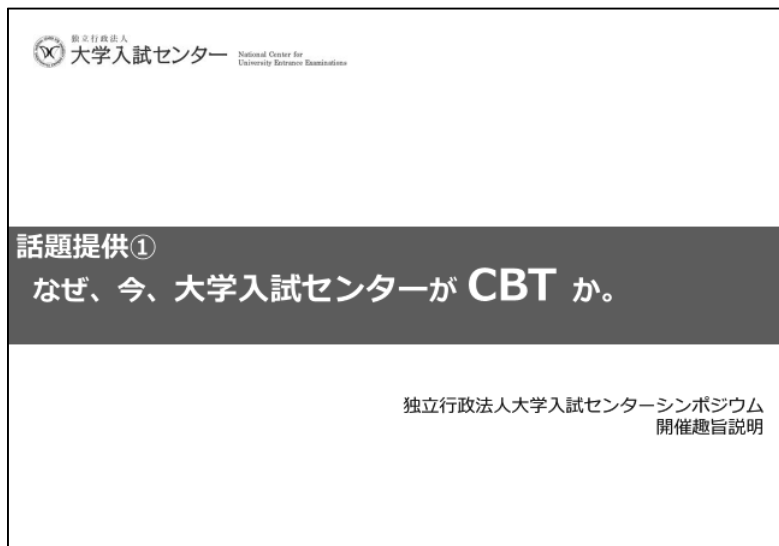 独立行政法人
大学入試センター
National Center for
University Entrance Examinations
話題提供①
なぜ、今、大学入試センターが CBT か。
独立行政法人大学入試センターシンポジウム
開催趣旨説明